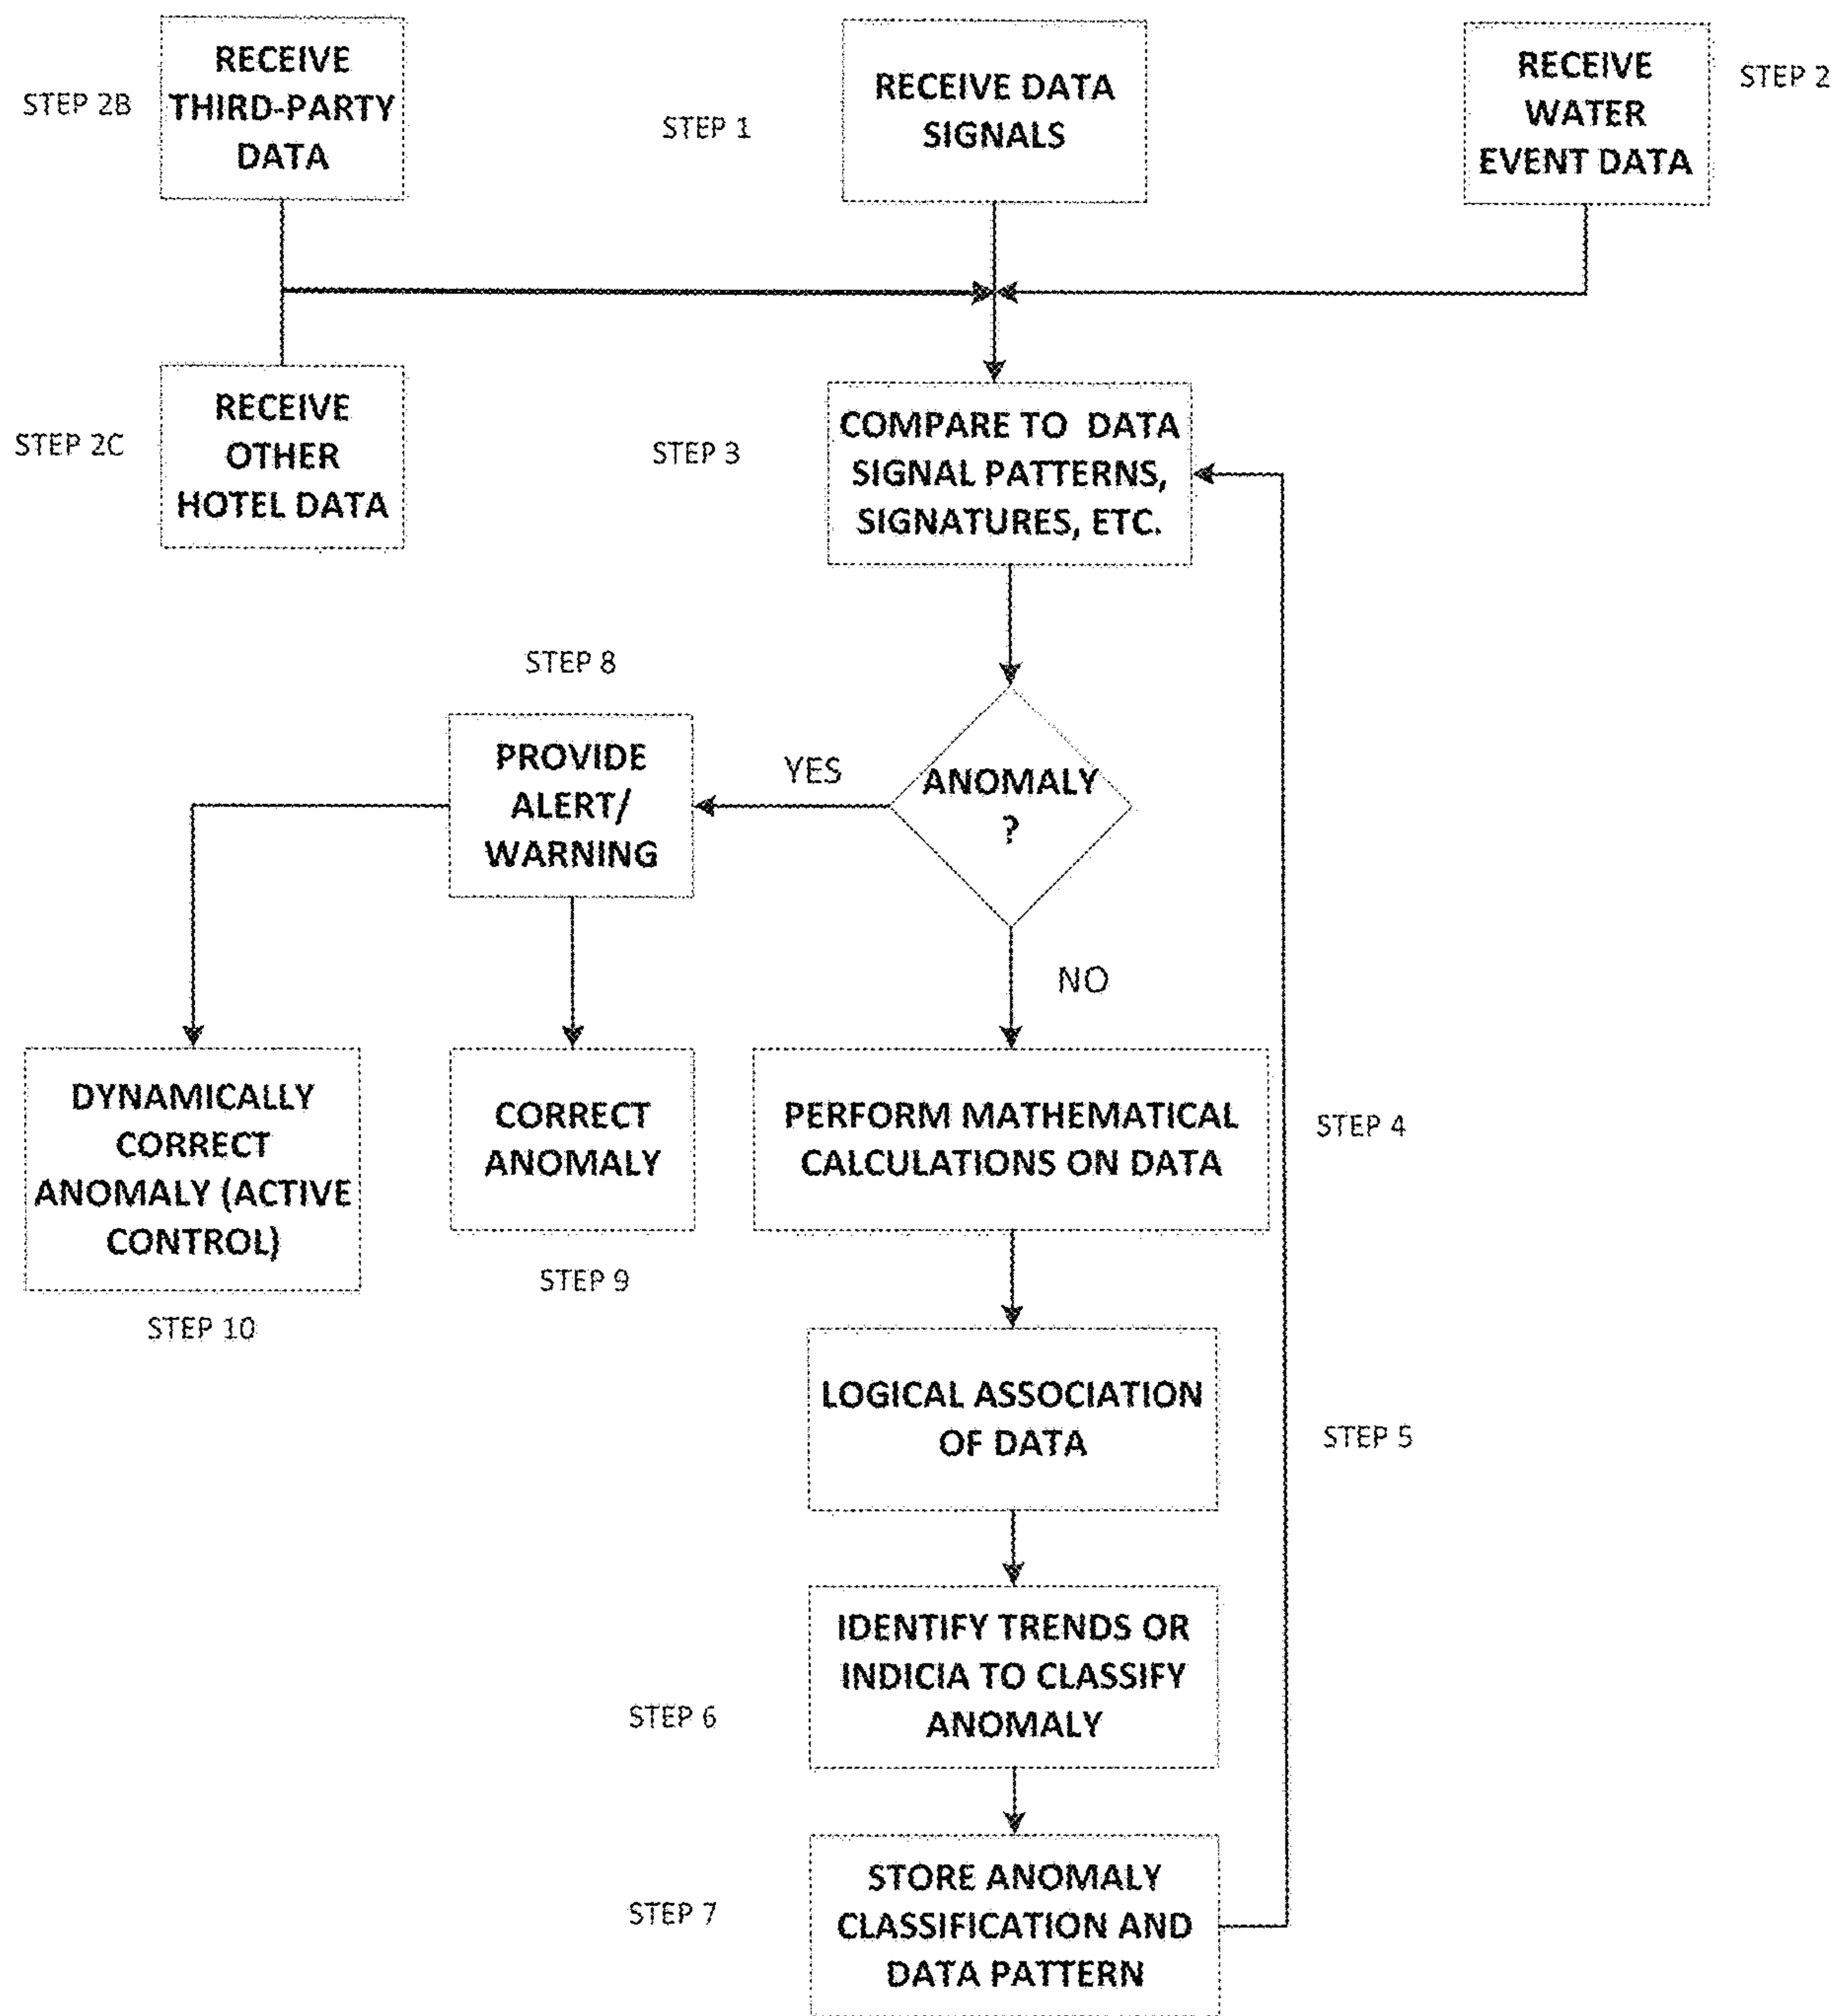 STEP 2B
RECEIVE
THIRD-PARTY
DATA
STEP 1
RECEIVE DATA
SIGNALS
RECEIVE
WATER
EVENT DATA
STEP 2
STEP 2C
RECEIVE
OTHER
HOTEL DATA
STEP 3
COMPARE TO DATA
SIGNAL PATTERNS,
SIGNATURES, ETC.
STEP 8
PROVIDE
ALERT/
WARNING
YES
ANOMALY
?
NO
DYNAMICALLY
CORRECT
ANOMALY (ACTIVE
CONTROL)
STEP 10
CORRECT
ANOMALY
STEP 9
PERFORM MATHEMATICAL
CALCULATIONS ON DATA
STEP 4
LOGICAL ASSOCIATION
OF DATA
STEP 5
IDENTIFY TRENDS OR
INDICIA TO CLASSIFY
ANOMALY
STEP 6
STORE ANOMALY
CLASSIFICATION AND
DATA PATTERN
STEP 7